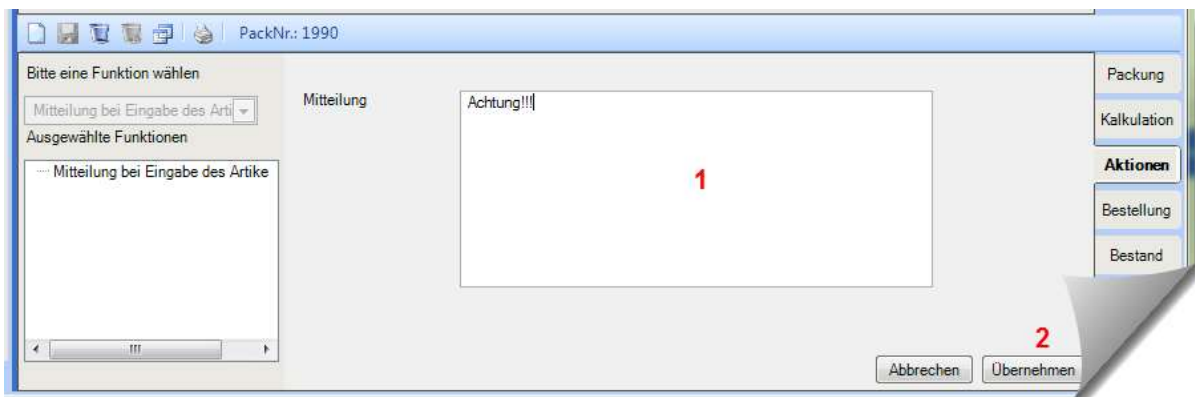 PackNr.: 1990
Bitte eine Funktion wählen
Mitteilung bei Eingabe des Arti
Ausgewählte Funktionen
Mitteilung bei Eingabe des Artike
Mitteilung
Achtung!!!
1
2
Abbrechen
Übernehmen
Packung
Kalkulation
Aktionen
Bestellung
Bestand